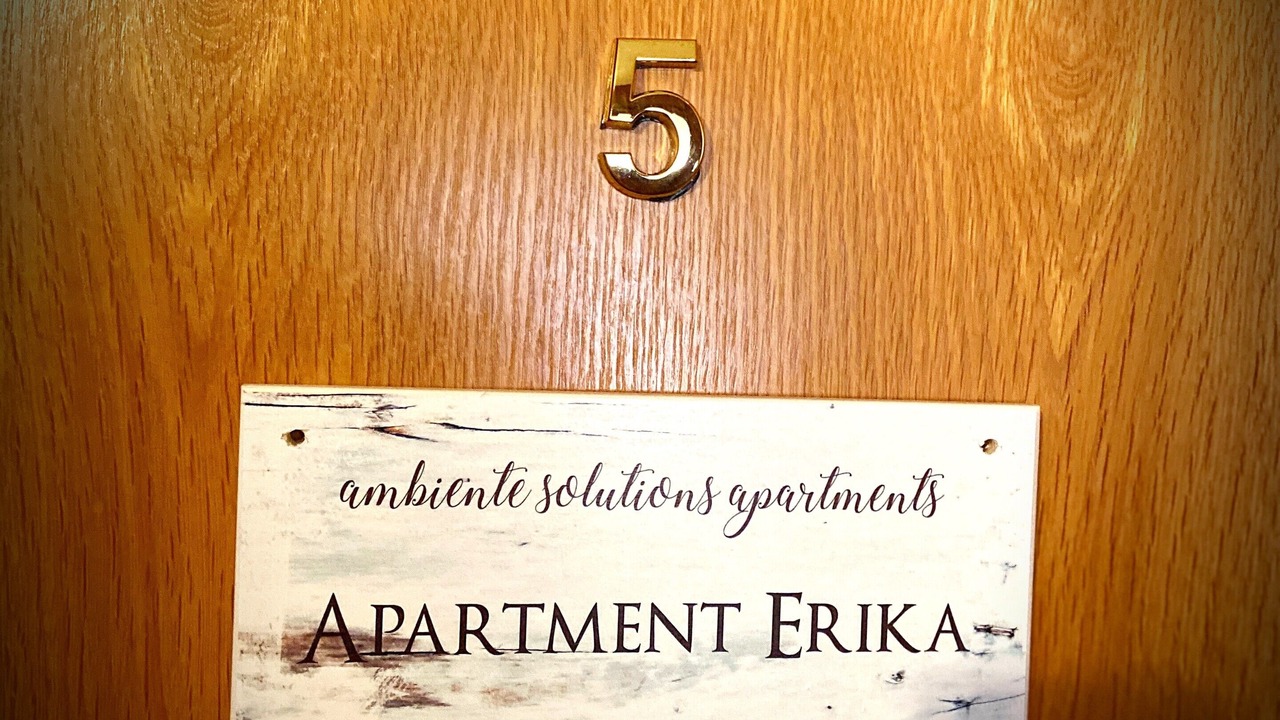 5
ambiente solutions apartments
APARTMENT ERIKA